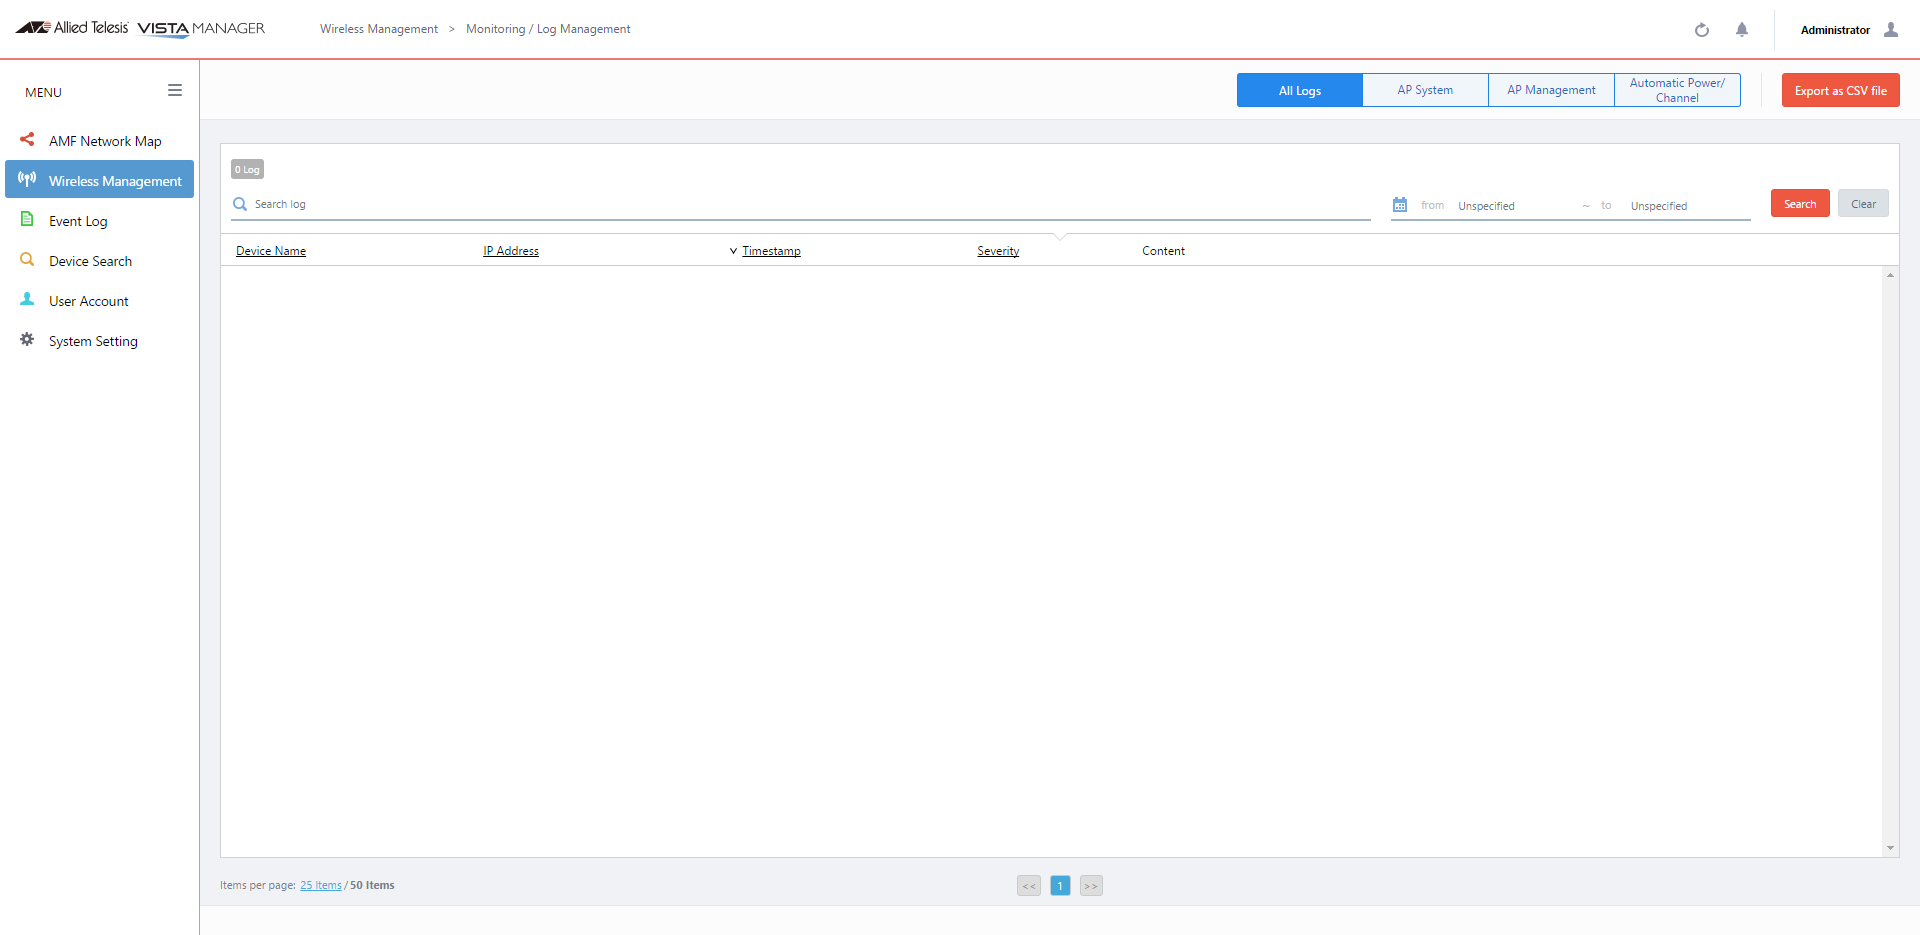 Allied Telesis VISTA MANAGER
Wireless Management > Monitoring / Log Management
Administrator
MENU
AMF Network Map
Wireless Management
Event Log
Device Search
User Account
System Setting
All Logs
AP System
AP Management
Automatic Power/
Channel
Export as CSV file
0 Log
Search log
from Unspecified ~ to Unspecified
Search
Clear
Device Name
IP Address
Timestamp
Severity
Content
Items per page: 25 Items / 50 Items
<< 1 >>